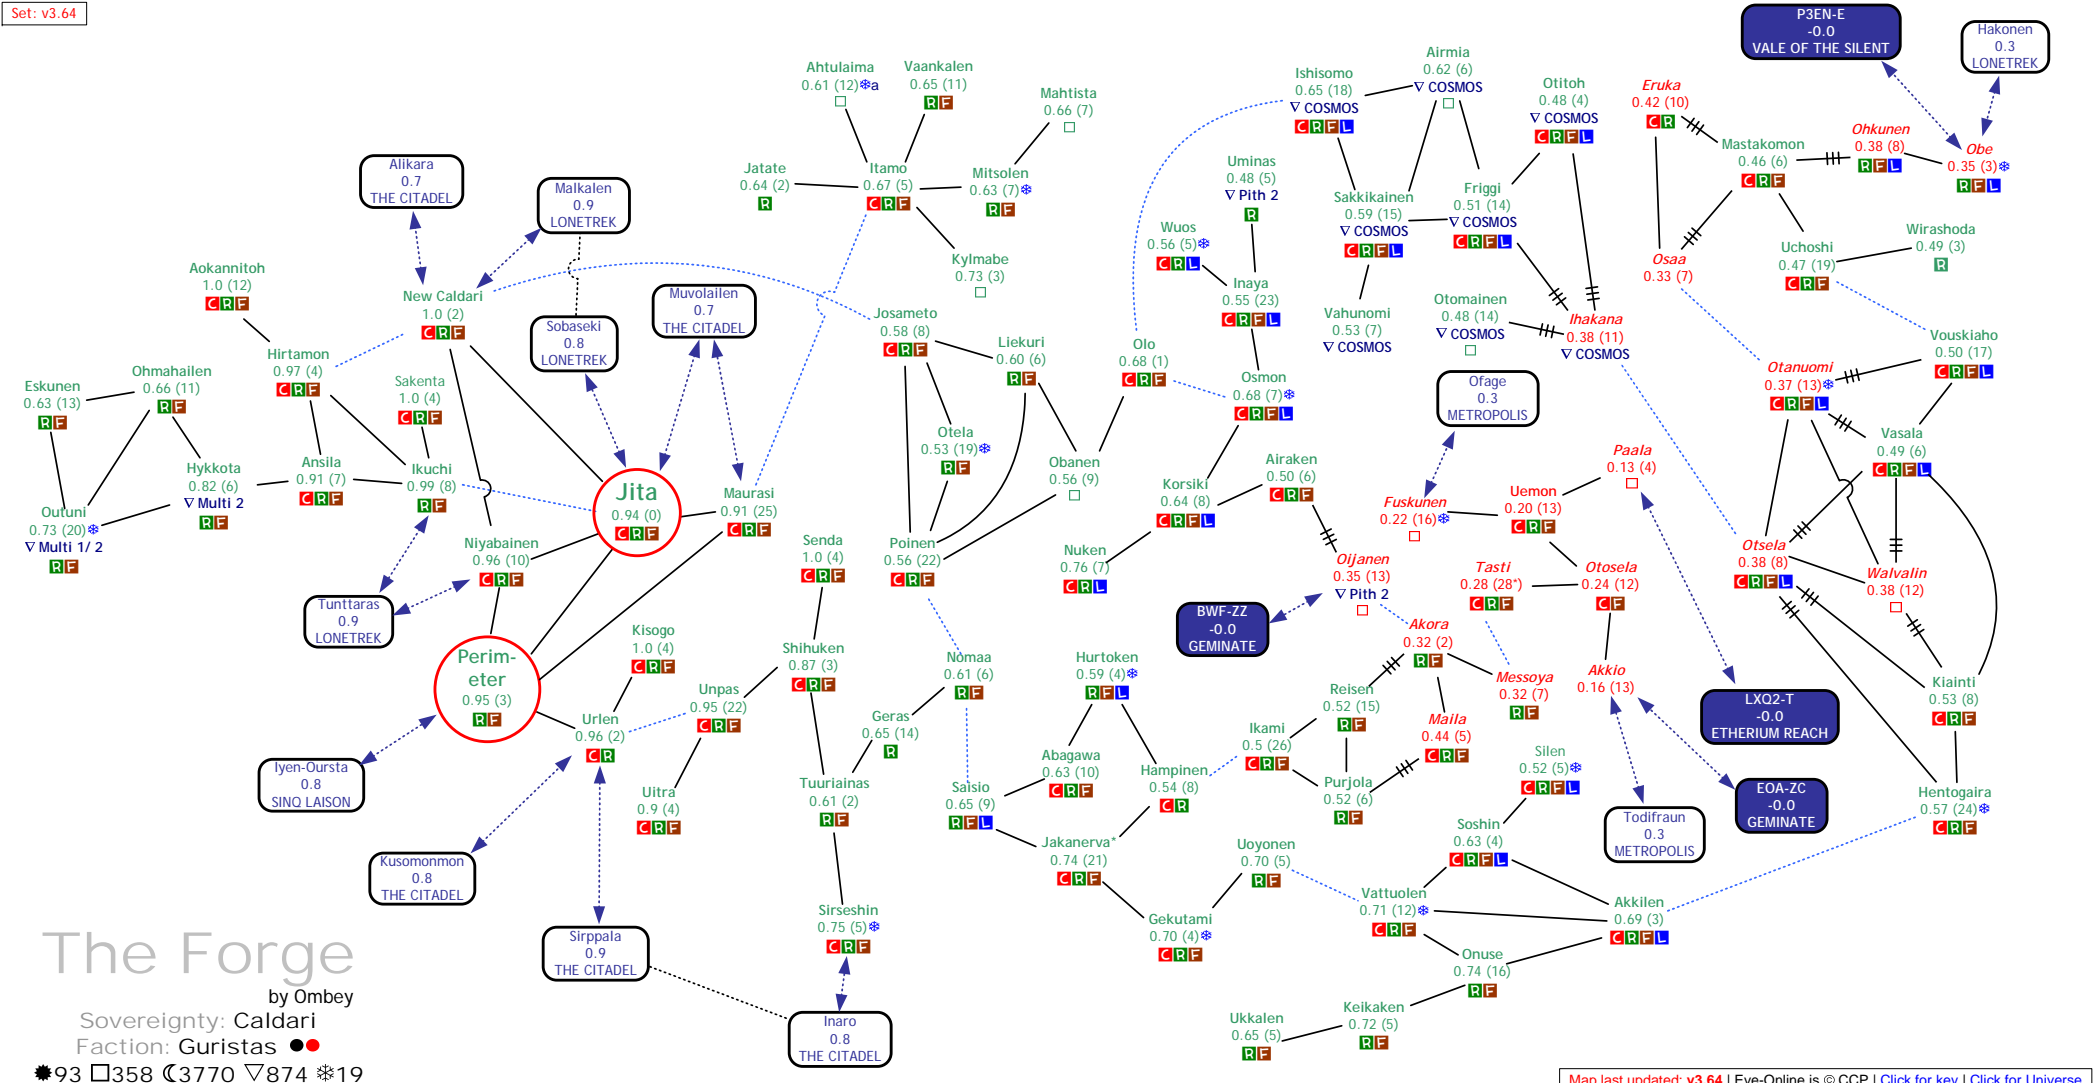 Set: v3.64
P3EN-E
-0.0
VALE OF THE SILENT
Hakonen
0.3
LONETREK
Ahtulaima
0.61 (12)❄a
Vaankalen
0.65 (11)
R F
Mahtista
0.66 (7)
Jatate
0.64 (2)
R
Itamo
0.67 (5)
C R F
Mitsolen
0.63 (7)❄
R F
Kylmabe
0.73 (3)
Ishisomo
0.65 (18)
▽ COSMOS
C R F L
Airmia
0.62 (6)
▽ COSMOS
Otitoh
0.48 (4)
▽ COSMOS
C R F L
Eruka
0.42 (10)
C R
Mastakomon
0.46 (6)
C R F
Ohkunen
0.38 (8)
R F L
Obe
0.35 (3)❄
R F L
Alikara
0.7
THE CITADEL
Malkalen
0.9
LONETREK
Uminas
0.48 (5)
▽ Pith 2
R
Sakkikainen
0.59 (15)
▽ COSMOS
C R F L
Friggi
0.51 (14)
▽ COSMOS
C R F L
Wuos
0.56 (5)❄
C R L
Osaa
0.33 (7)
Uchoshi
0.47 (19)
C R F
Wirashoda
0.49 (3)
R
Aokannitoh
1.0 (12)
C R F
New Caldari
1.0 (2)
C R F
Sobaseki
0.8
LONETREK
Muvolailen
0.7
THE CITADEL
Josameto
0.58 (8)
C R F
Liekuri
0.60 (6)
R F
Olo
0.68 (1)
C R F
Inaya
0.55 (23)
C R F L
Vahunomi
0.53 (7)
▽ COSMOS
Otomainen
0.48 (14)
▽ COSMOS
Ihakana
0.38 (11)
▽ COSMOS
Vouskiaho
0.50 (17)
C R F L
Hirtamon
0.97 (4)
C R F
Eskunen
0.63 (13)
R F
Ohmahailen
0.66 (11)
R F
Sakenta
1.0 (4)
C R F
Osmon
0.68 (7)❄
C R F L
Ofage
0.3
METROPOLIS
Otanuomi
0.37 (13)❄
C R F L
Otela
0.53 (19)❄
R F
Obanen
0.56 (9)
Vasala
0.49 (6)
C R F L
Hykkota
0.82 (6)
▽ Multi 2
R F
Ansila
0.91 (7)
C R F
Ikuchi
0.99 (8)
R F
Jita
0.94 (0)
C R F
Maurasi
0.91 (25)
C R F
Korsiki
0.64 (8)
C R F L
Airaken
0.50 (6)
C R F
Paala
0.13 (4)
Uemon
0.20 (13)
C R F
Fuskunen
0.22 (16)❄
Outuni
0.73 (20)❄
▽ Multi 1/ 2
R F
Niyabainen
0.96 (10)
C R F
Senda
1.0 (4)
C R F
Poinen
0.56 (22)
C R F
Nuken
0.76 (7)
C R L
Oijanen
0.35 (13)
▽ Pith 2
Tasti
0.28 (28*)
C R F
Otosela
0.24 (12)
C F
Otsela
0.38 (8)
C R F L
Walvalin
0.38 (12)
Tunttaras
0.9
LONETREK
BWF-ZZ
-0.0
GEMINATE
Akora
0.32 (2)
R F
Perim-
eter
0.95 (3)
R F
Kisogo
1.0 (4)
C R F
Shihuken
0.87 (3)
C R F
Nomaa
0.61 (6)
R F
Hurtoken
0.59 (4)❄
R F L
Reisen
0.52 (15)
R F
Messoya
0.32 (7)
R F
Akkio
0.16 (13)
LXQ2-T
-0.0
ETHERIUM REACH
Kiainti
0.53 (8)
C R F
Unpas
0.95 (22)
C R F
Urlen
0.96 (2)
C R
Geras
0.65 (14)
R
Ikami
0.5 (26)
C R F
Maila
0.44 (5)
C R F
Iyen-Oursta
0.8
SINQ LAISON
Abagawa
0.63 (10)
C R F
Hampinen
0.54 (8)
C R
Purjola
0.52 (6)
R F
Silen
0.52 (5)❄
C R F L
Uitra
0.9 (4)
C R F
Tuuriainas
0.61 (2)
R F
Saisio
0.65 (9)
R F L
EOA-ZC
-0.0
GEMINATE
Hentogaira
0.57 (24)❄
C R F
Todifraun
0.3
METROPOLIS
Jakanerva*
0.74 (21)
C R F
Uoyonen
0.70 (5)
R F
Soshin
0.63 (4)
C R F L
Kusomonmon
0.8
THE CITADEL
Vattuolen
0.71 (12)❄
C R F
Akkilen
0.69 (3)
C R F L
Sirseshin
0.75 (5)❄
C R F
Gekutami
0.70 (4)❄
C R F
Sirppala
0.9
THE CITADEL
Onuse
0.74 (16)
R F
Inaro
0.8
THE CITADEL
Ukkalen
0.65 (5)
R F
Keikaken
0.72 (5)
R F
The Forge
by Ombey
Sovereignty: Caldari
Faction: Guristas
✹93 □358 ☾3770 ▽874 ❄19
Map last updated: v3.64 | Eve-Online is © CCP | Click for key | Click for Universe